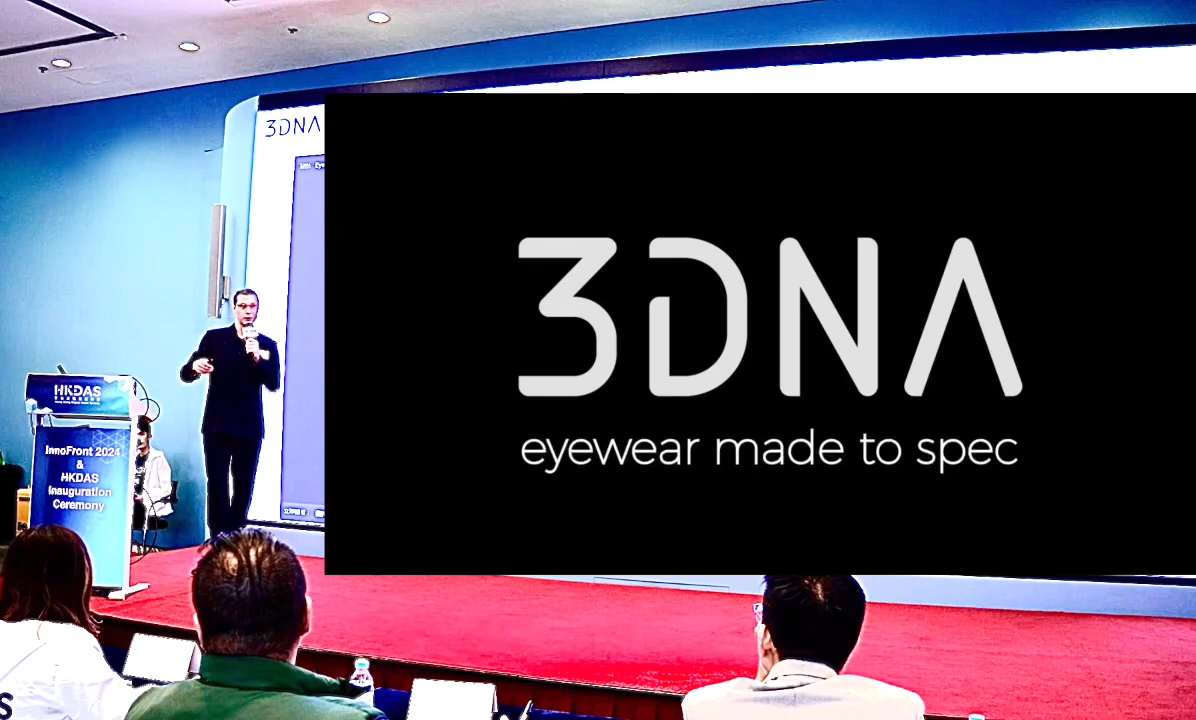 3DNA
3DNA
eyewear made to spec
HKDAS
InnoFront 2024
&
HKDAS
Inauguration
Ceremony
S